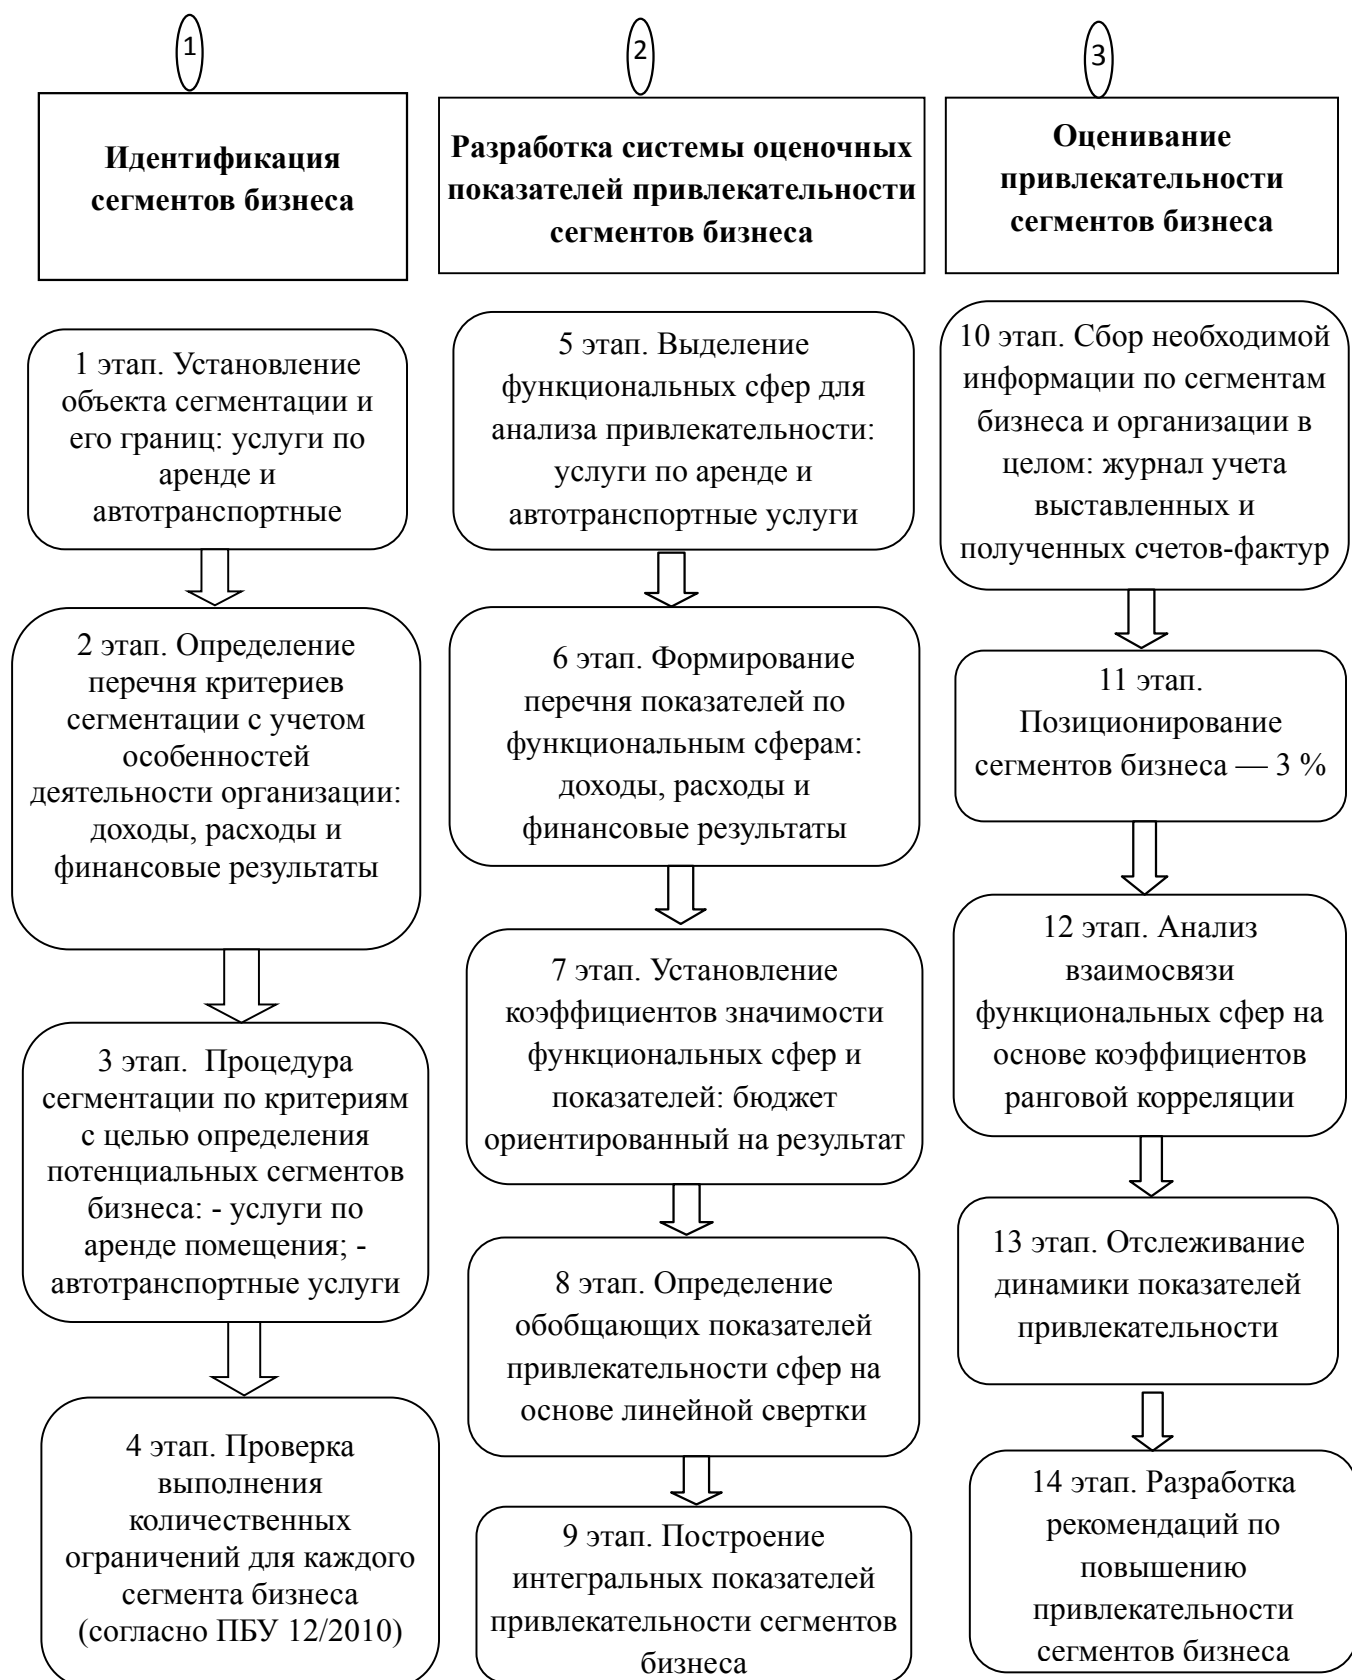 1
Идентификация
сегментов бизнеса
1 этап. Установление
объекта сегментации и
его границ: услуги по
аренде и
автотранспортные
2 этап. Определение
перечня критериев
сегментации с учетом
особенностей
деятельности организации:
доходы, расходы и
финансовые результаты
3 этап. Процедура
сегментации по критериям
с целью определения
потенциальных сегментов
бизнеса: - услуги по
аренде помещения; -
автотранспортные услуги
4 этап. Проверка
выполнения
количественных
ограничений для каждого
сегмента бизнеса
(согласно ПБУ 12/2010)
2
Разработка системы оценочных
показателей привлекательности
сегментов бизнеса
5 этап. Выделение
функциональных сфер для
анализа привлекательности:
услуги по аренде и
автотранспортные услуги
6 этап. Формирование
перечня показателей по
функциональным сферам:
доходы, расходы и
финансовые результаты
7 этап. Установление
коэффициентов значимости
функциональных сфер и
показателей: бюджет
ориентированный на результат
8 этап. Определение
обобщающих показателей
привлекательности сфер на
основе линейной свертки
9 этап. Построение
интегральных показателей
привлекательности сегментов
бизнеса
3
Оценивание
привлекательности
сегментов бизнеса
10 этап. Сбор необходимой
информации по сегментам
бизнеса и организации в
целом: журнал учета
выставленных и
полученных счетов-фактур
11 этап.
Позиционирование
сегментов бизнеса — 3 %
12 этап. Анализ
взаимосвязи
функциональных сфер на
основе коэффициентов
ранговой корреляции
13 этап. Отслеживание
динамики показателей
привлекательности
14 этап. Разработка
рекомендаций по
повышению
привлекательности
сегментов бизнеса